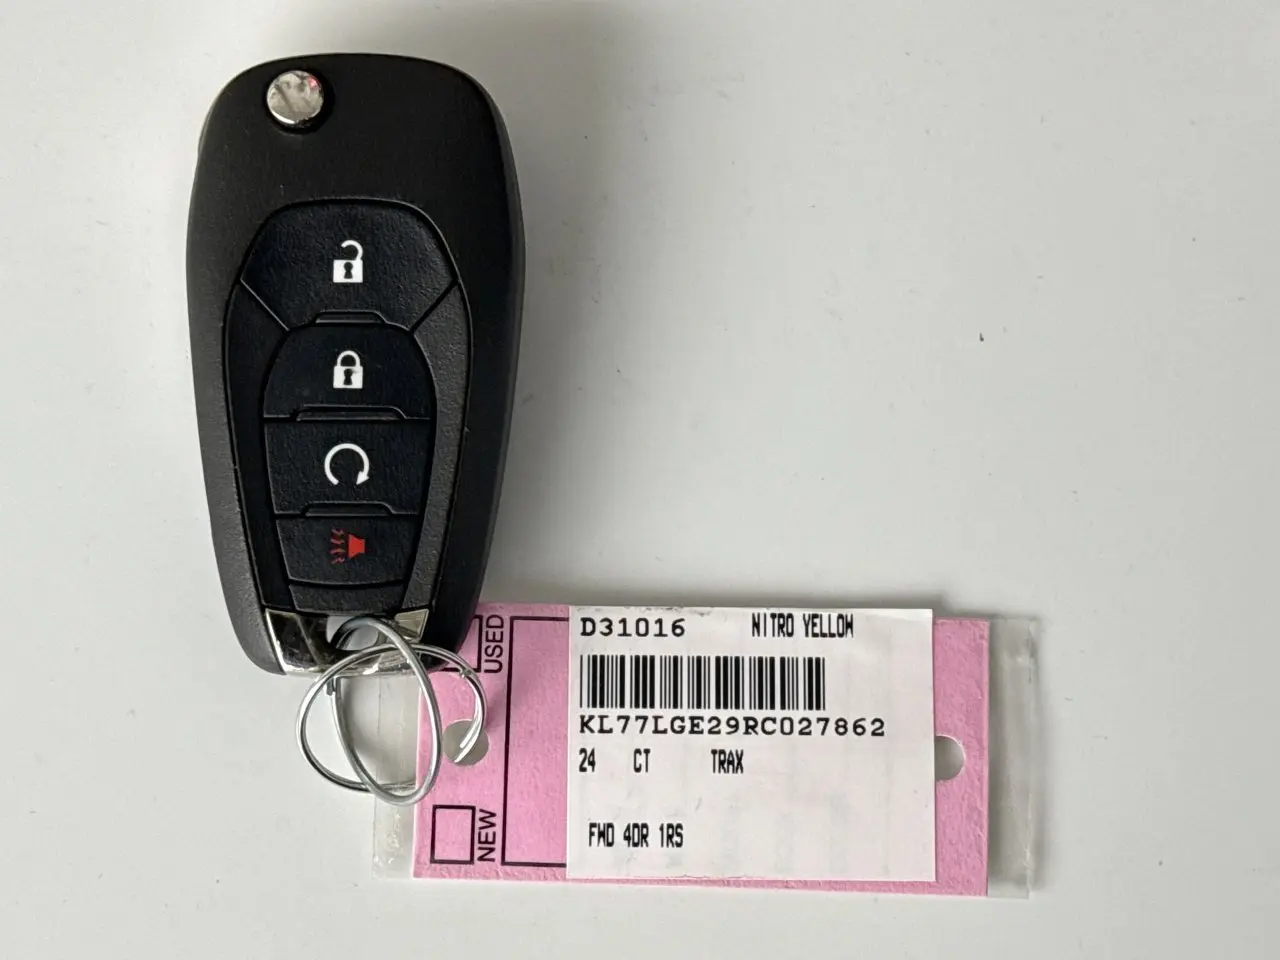 USED
NEW
D31016 NITRO YELLOW
KL77LGE29RC027862
24 CT TRAX
FWD 4DR 1RS